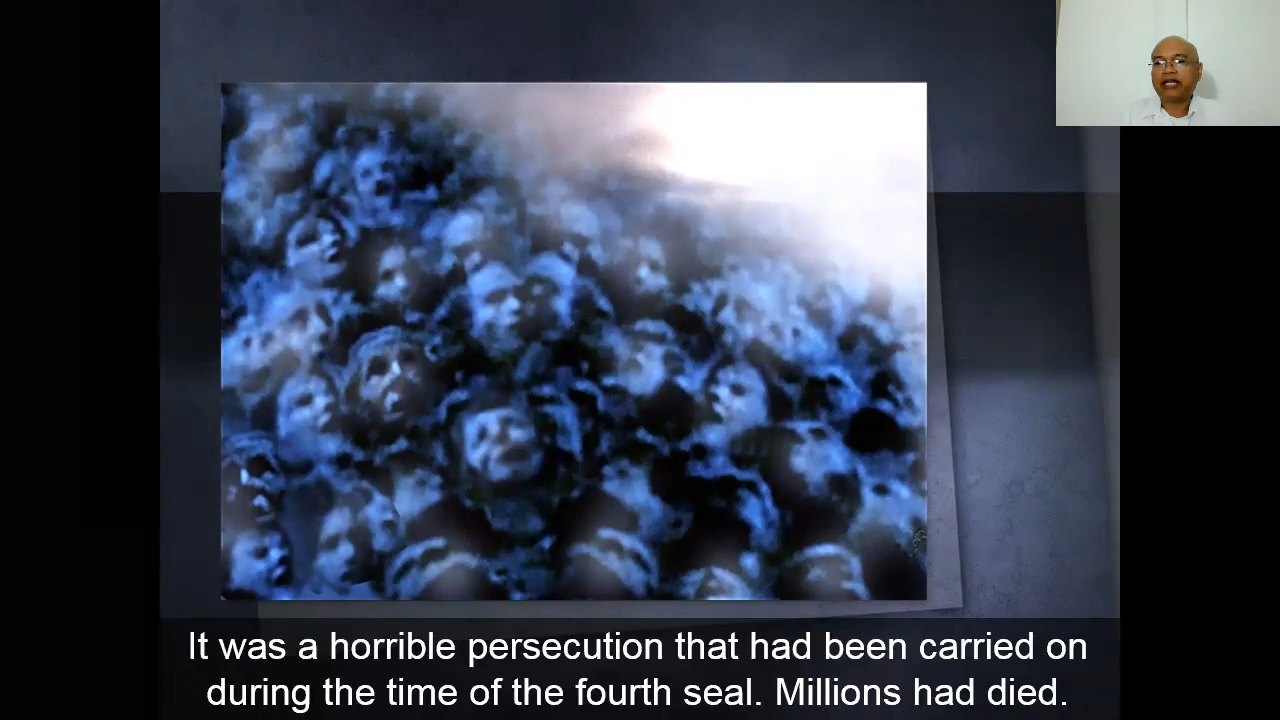 It was a horrible persecution that had been carried on
during the time of the fourth seal. Millions had died.